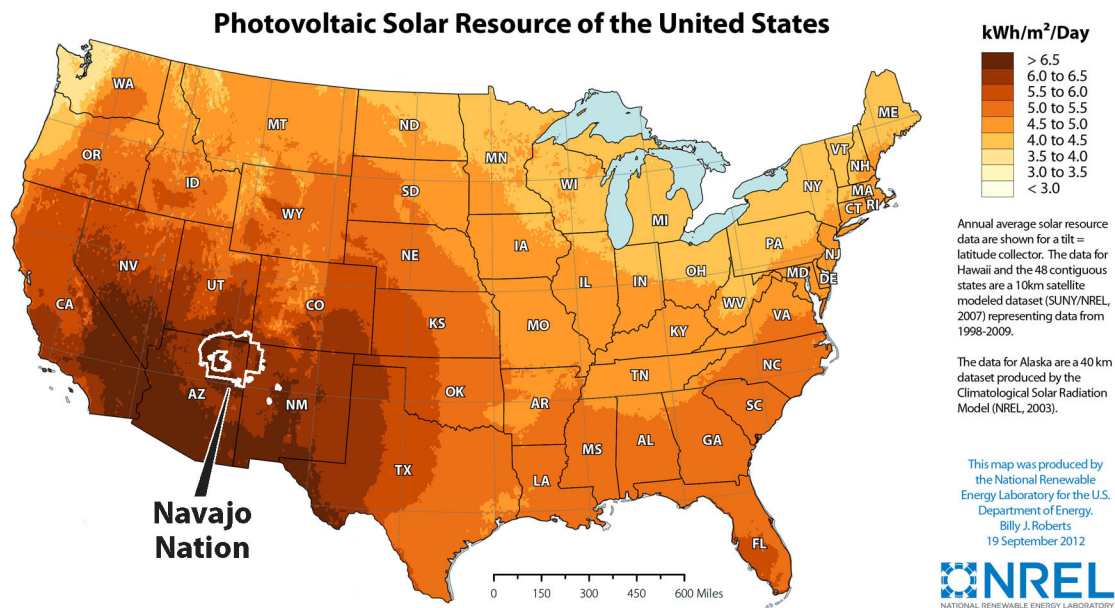 Photovoltaic Solar Resource of the United States
kWh/m²/Day
> 6.5
6.0 to 6.5
5.5 to 6.0
5.0 to 5.5
4.5 to 5.0
4.0 to 4.5
3.5 to 4.0
3.0 to 3.5
< 3.0
Annual average solar resource
data are shown for a tilt =
latitude collector. The data for
Hawaii and the 48 contiguous
states are a 10km satellite
modeled dataset (SUNY/NREL,
2007) representing data from
1998-2009.
The data for Alaska are a 40 km
dataset produced by the
Climatological Solar Radiation
Model (NREL, 2003).
This map was produced by
the National Renewable
Energy Laboratory for the U.S.
Department of Energy.
Billy J. Roberts
19 September 2012
NREL
NATIONAL RENEWABLE ENERGY LABORATORY
WA
MT
ND
MN
ME
VT
NH
OR
ID
WY
SD
WI
MI
NY
MA
CT
RI
NV
UT
CO
NE
IA
IL
IN
OH
PA
NJ
MD
DE
CA
KS
MO
KY
WV
VA
AZ
NM
OK
AR
TN
NC
SC
TX
LA
MS
AL
GA
FL
Navajo
Nation
0
150
300
450
600 Miles